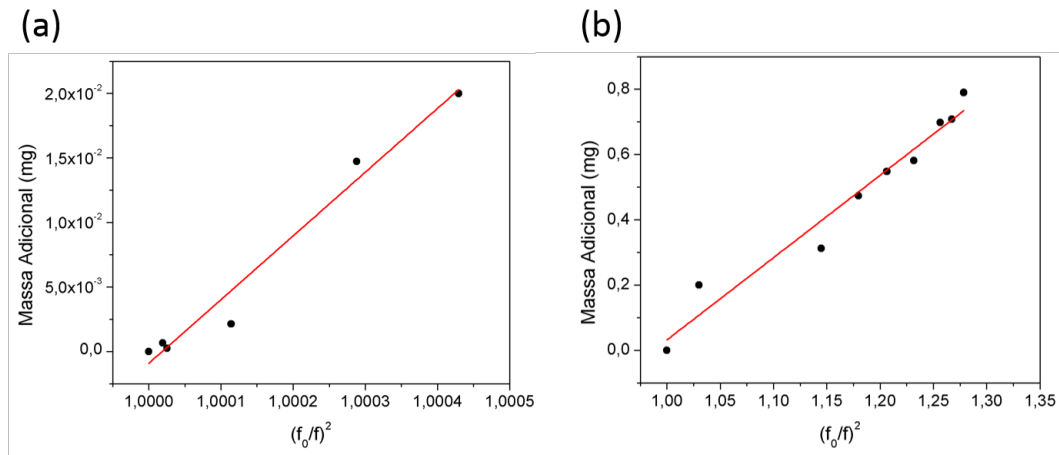 (a)
Massa Adicional (mg)
2,0x10⁻²
1,5x10⁻²
1,0x10⁻²
5,0x10⁻³
0,0
1,0000 1,0001 1,0002 1,0003 1,0004 1,0005
(f₀/f)²
(b)
Massa Adicional (mg)
0,8
0,6
0,4
0,2
0,0
1,00 1,05 1,10 1,15 1,20 1,25 1,30 1,35
(f₀/f)²